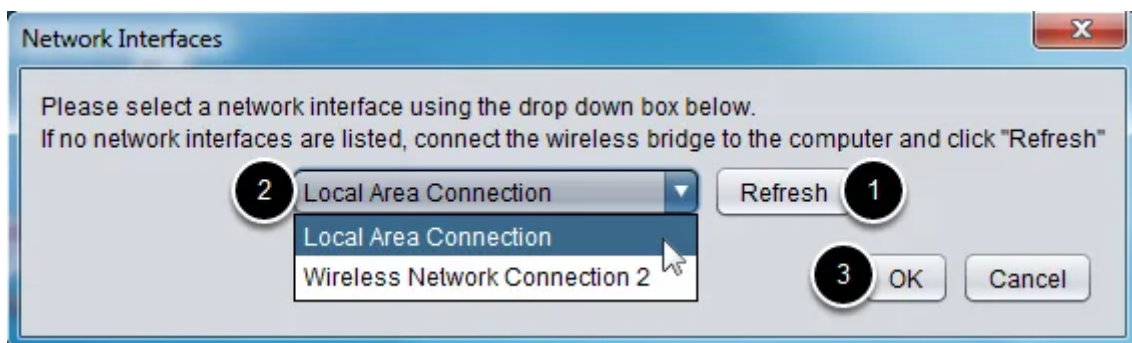 Network Interfaces
x
Please select a network interface using the drop down box below.
If no network interfaces are listed, connect the wireless bridge to the computer and click "Refresh"
2 Local Area Connection Refresh 1
Local Area Connection
Wireless Network Connection 2
3 OK Cancel